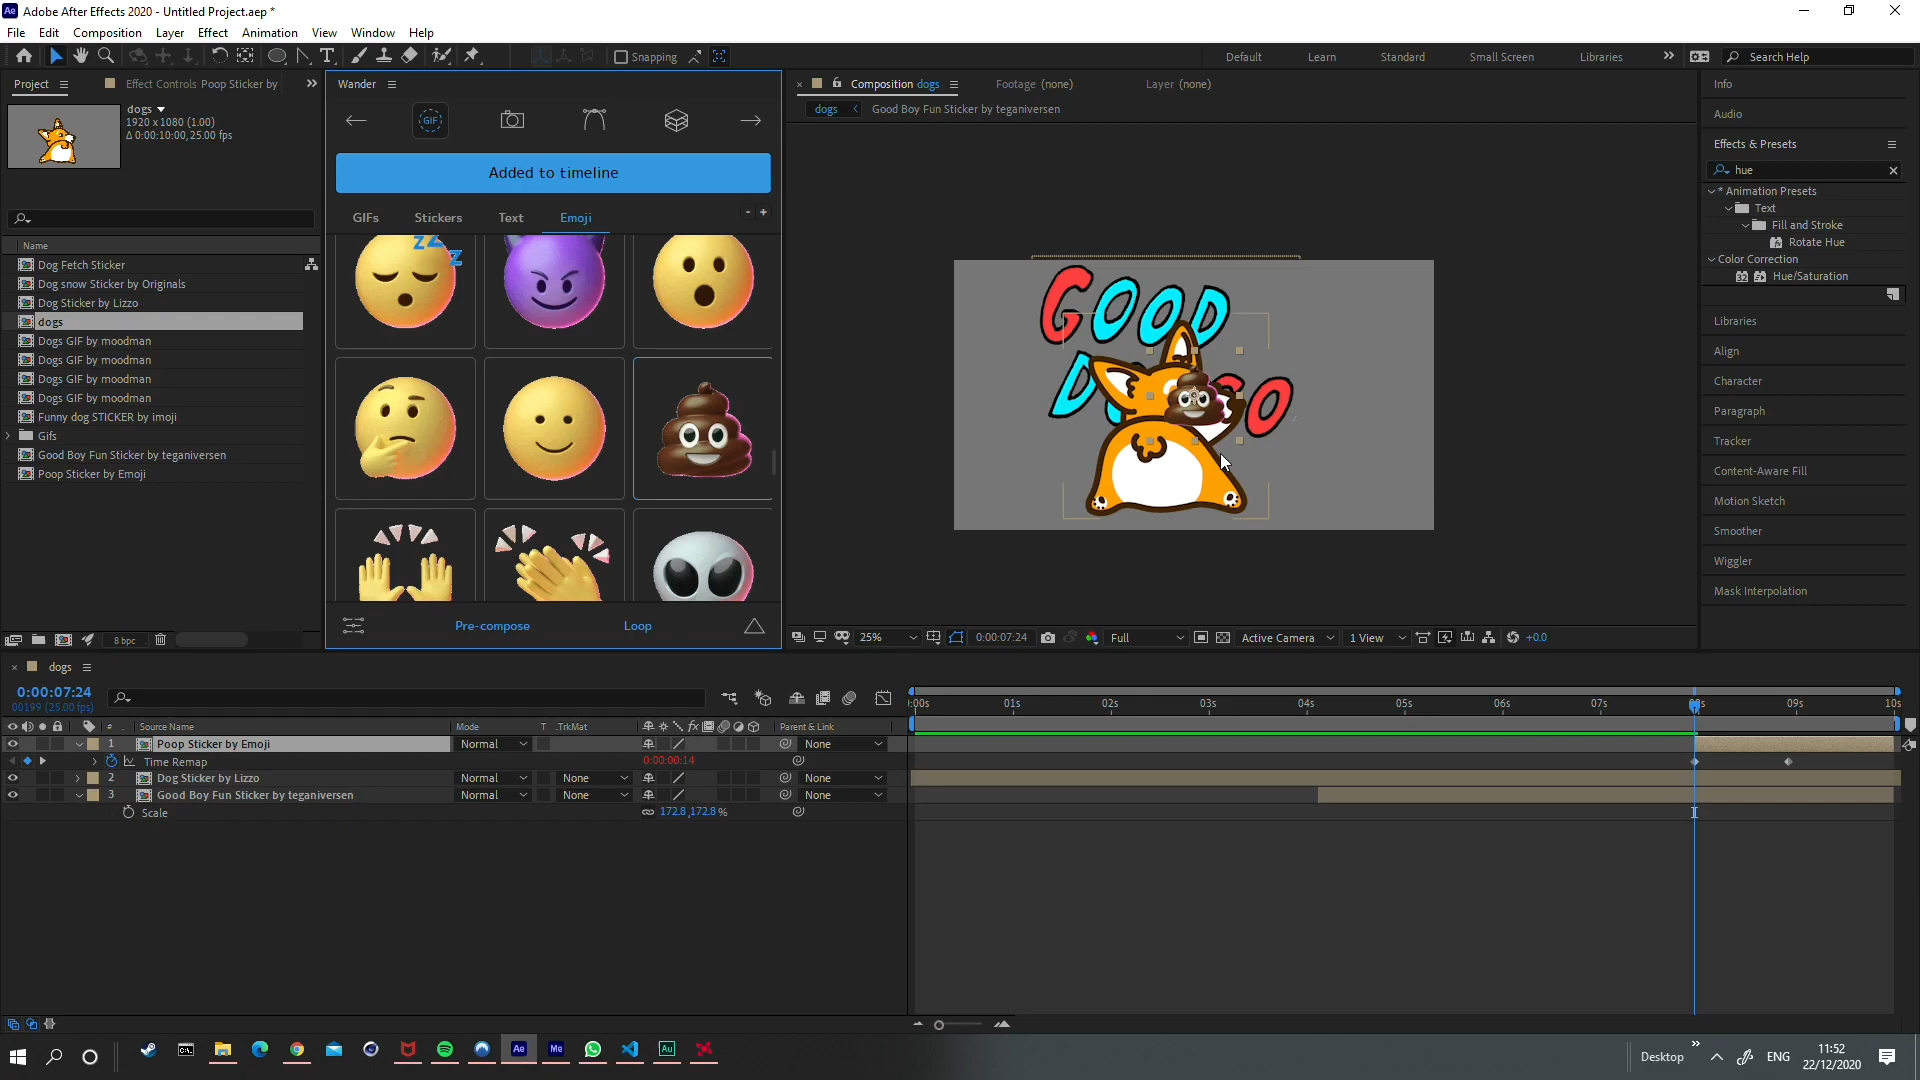 Adobe After Effects 2020 - Untitled Project.aep *
File Edit Composition Layer Effect Animation View Window Help
Snapping
Default Learn Standard Small Screen Libraries Search Help
Project Effect Controls Poop Sticker by
dogs
1920 x 1080 (1.00)
Δ 0:00:10:00, 25.00 fps
Name
Dog Fetch Sticker
Dog snow Sticker by Originals
Dog Sticker by Lizzo
dogs
Dogs GIF by moodman
Dogs GIF by moodman
Dogs GIF by moodman
Dogs GIF by moodman
Funny dog STICKER by imoji
Gifs
Good Boy Fun Sticker by teganiversen
Poop Sticker by Emoji
8 bpc
Wander
GIF
Added to timeline
GIFs Stickers Text Emoji
- +
Pre-compose Loop
Composition dogs Footage (none) Layer (none)
dogs Good Boy Fun Sticker by teganiversen
GOOD
25% 0:00:07:24 Full Active Camera 1 View +0.0
Info
Audio
Effects & Presets
hue
* Animation Presets
Text
Fill and Stroke
Rotate Hue
Color Correction
32 Hue/Saturation
Libraries
Align
Character
Paragraph
Tracker
Content-Aware Fill
Motion Sketch
Smoother
Wiggler
Mask Interpolation
dogs
0:00:07:24
00199 (25.00 fps)
# Source Name Mode T .TrkMat Parent & Link
:00s 01s 02s 03s 04s 05s 06s 07s 09s 10s
1 Poop Sticker by Emoji Normal None
Time Remap 0:00:00:14
2 Dog Sticker by Lizzo Normal None None
3 Good Boy Fun Sticker by teganiversen Normal None None
Scale 172.8,172.8%
Ae Me Au
Desktop ENG
11:52
22/12/2020